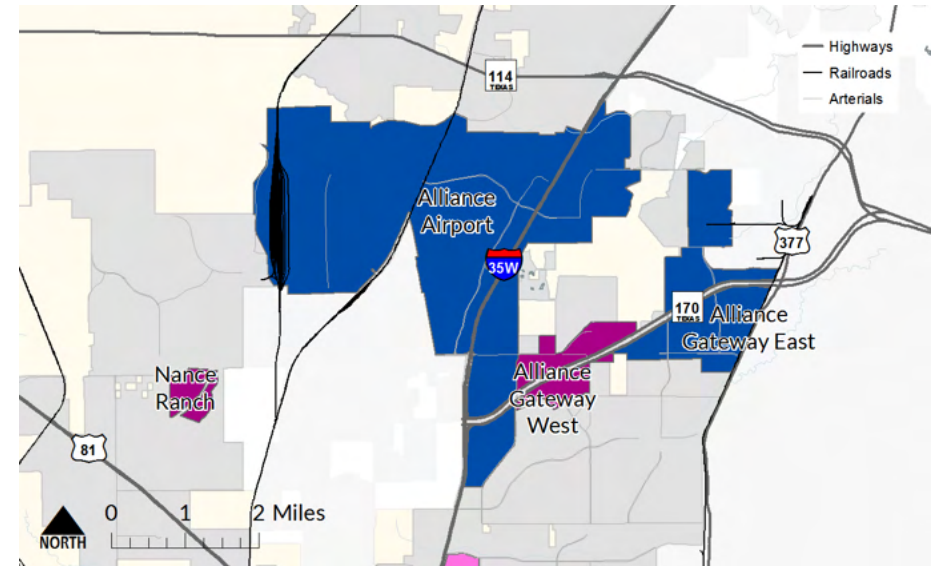 Highways
Railroads
Arterials
114
TEXAS
Alliance
Airport
35W
377
170
TEXAS
Alliance
Gateway East
Nance
Ranch
Alliance
Gateway
West
81
0 1 2 Miles
NORTH